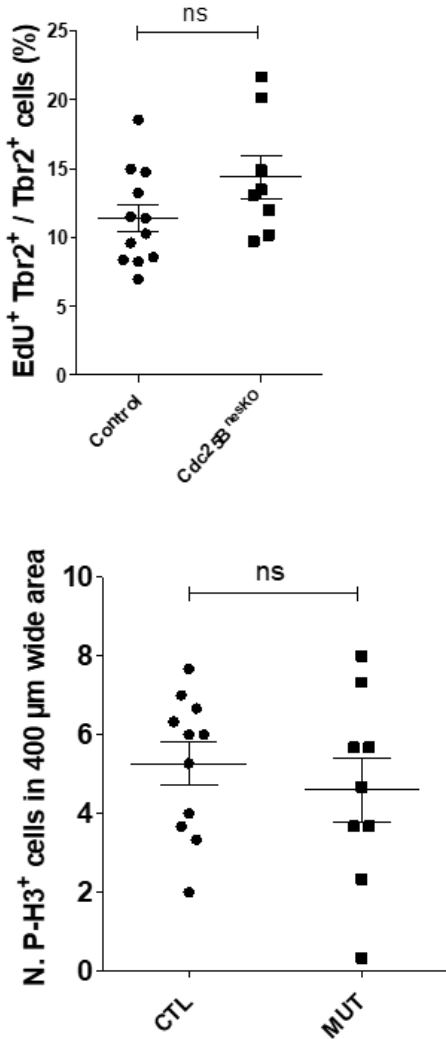 ns
EdU⁺ Tbr2⁺ / Tbr2⁺ cells (%)
25
20
15
10
5
0
Control
Cdc25B^nesKO
ns
N. P-H3⁺ cells in 400 µm wide area
10
8
6
4
2
0
CTL
MUT